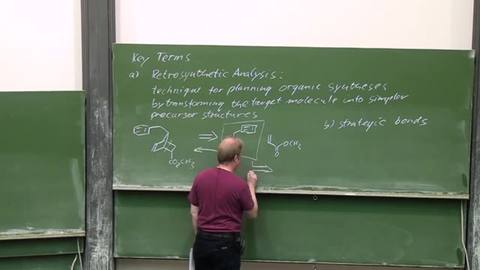 Key Terms
a) Retrosynthetic Analysis:
technique for planning organic syntheses
by transforming the target molecule into simpler
precursor structures
b) strategic bonds
CO₂CH₃
OCH₃
O